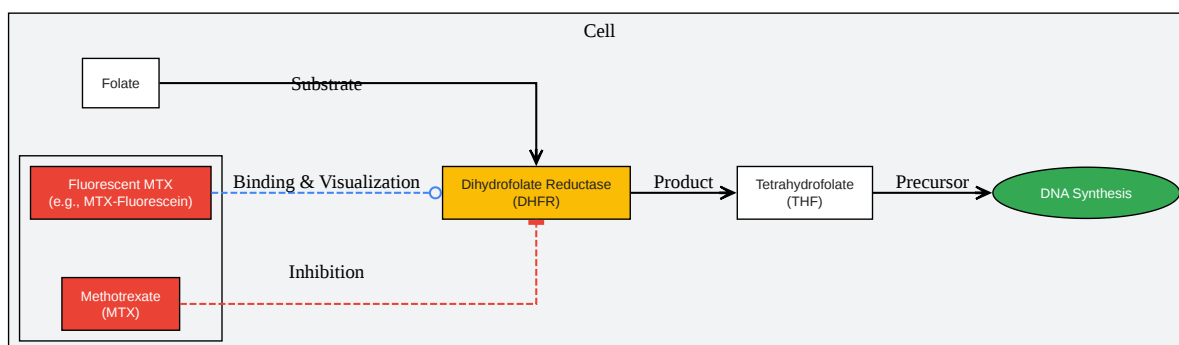 Cell
Folate
Substrate
Fluorescent MTX
(e.g., MTX-Fluorescein)
Binding & Visualization
Dihydrofolate Reductase
(DHFR)
Product
Tetrahydrofolate
(THF)
Precursor
DNA Synthesis
Inhibition
Methotrexate
(MTX)